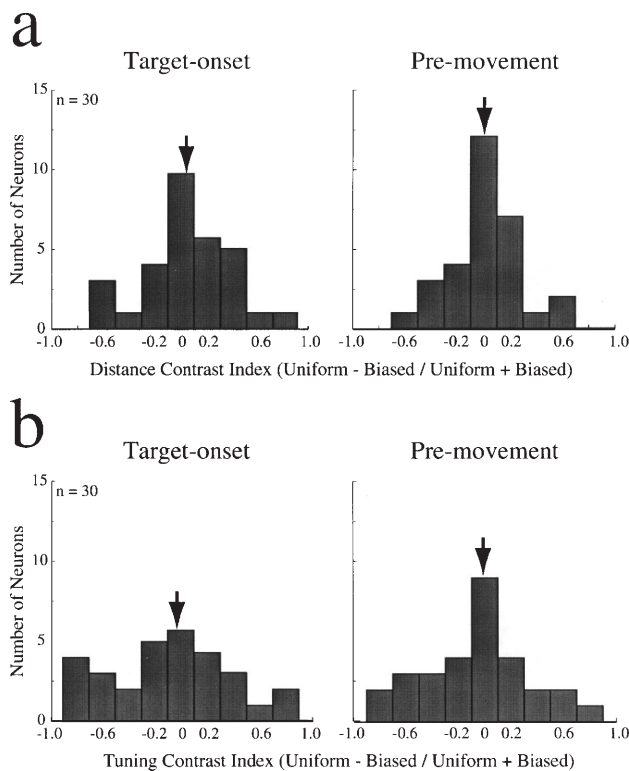 a
Target-onset Pre-movement
15
n = 30
10
5
0
Number of Neurons
-1.0 -0.6 -0.2 0 0.2 0.6 1.0 -1.0 -0.6 -0.2 0 0.2 1.0
Distance Contrast Index (Uniform - Biased / Uniform + Biased)
b
Target-onset Pre-movement
15
n = 30
10
5
0
Number of Neurons
-1.0 -0.6 -0.2 0 0.2 0.6 1.0 -1.0 -0.6 -0.2 0 0.2 1.0
Tuning Contrast Index (Uniform - Biased / Uniform + Biased)